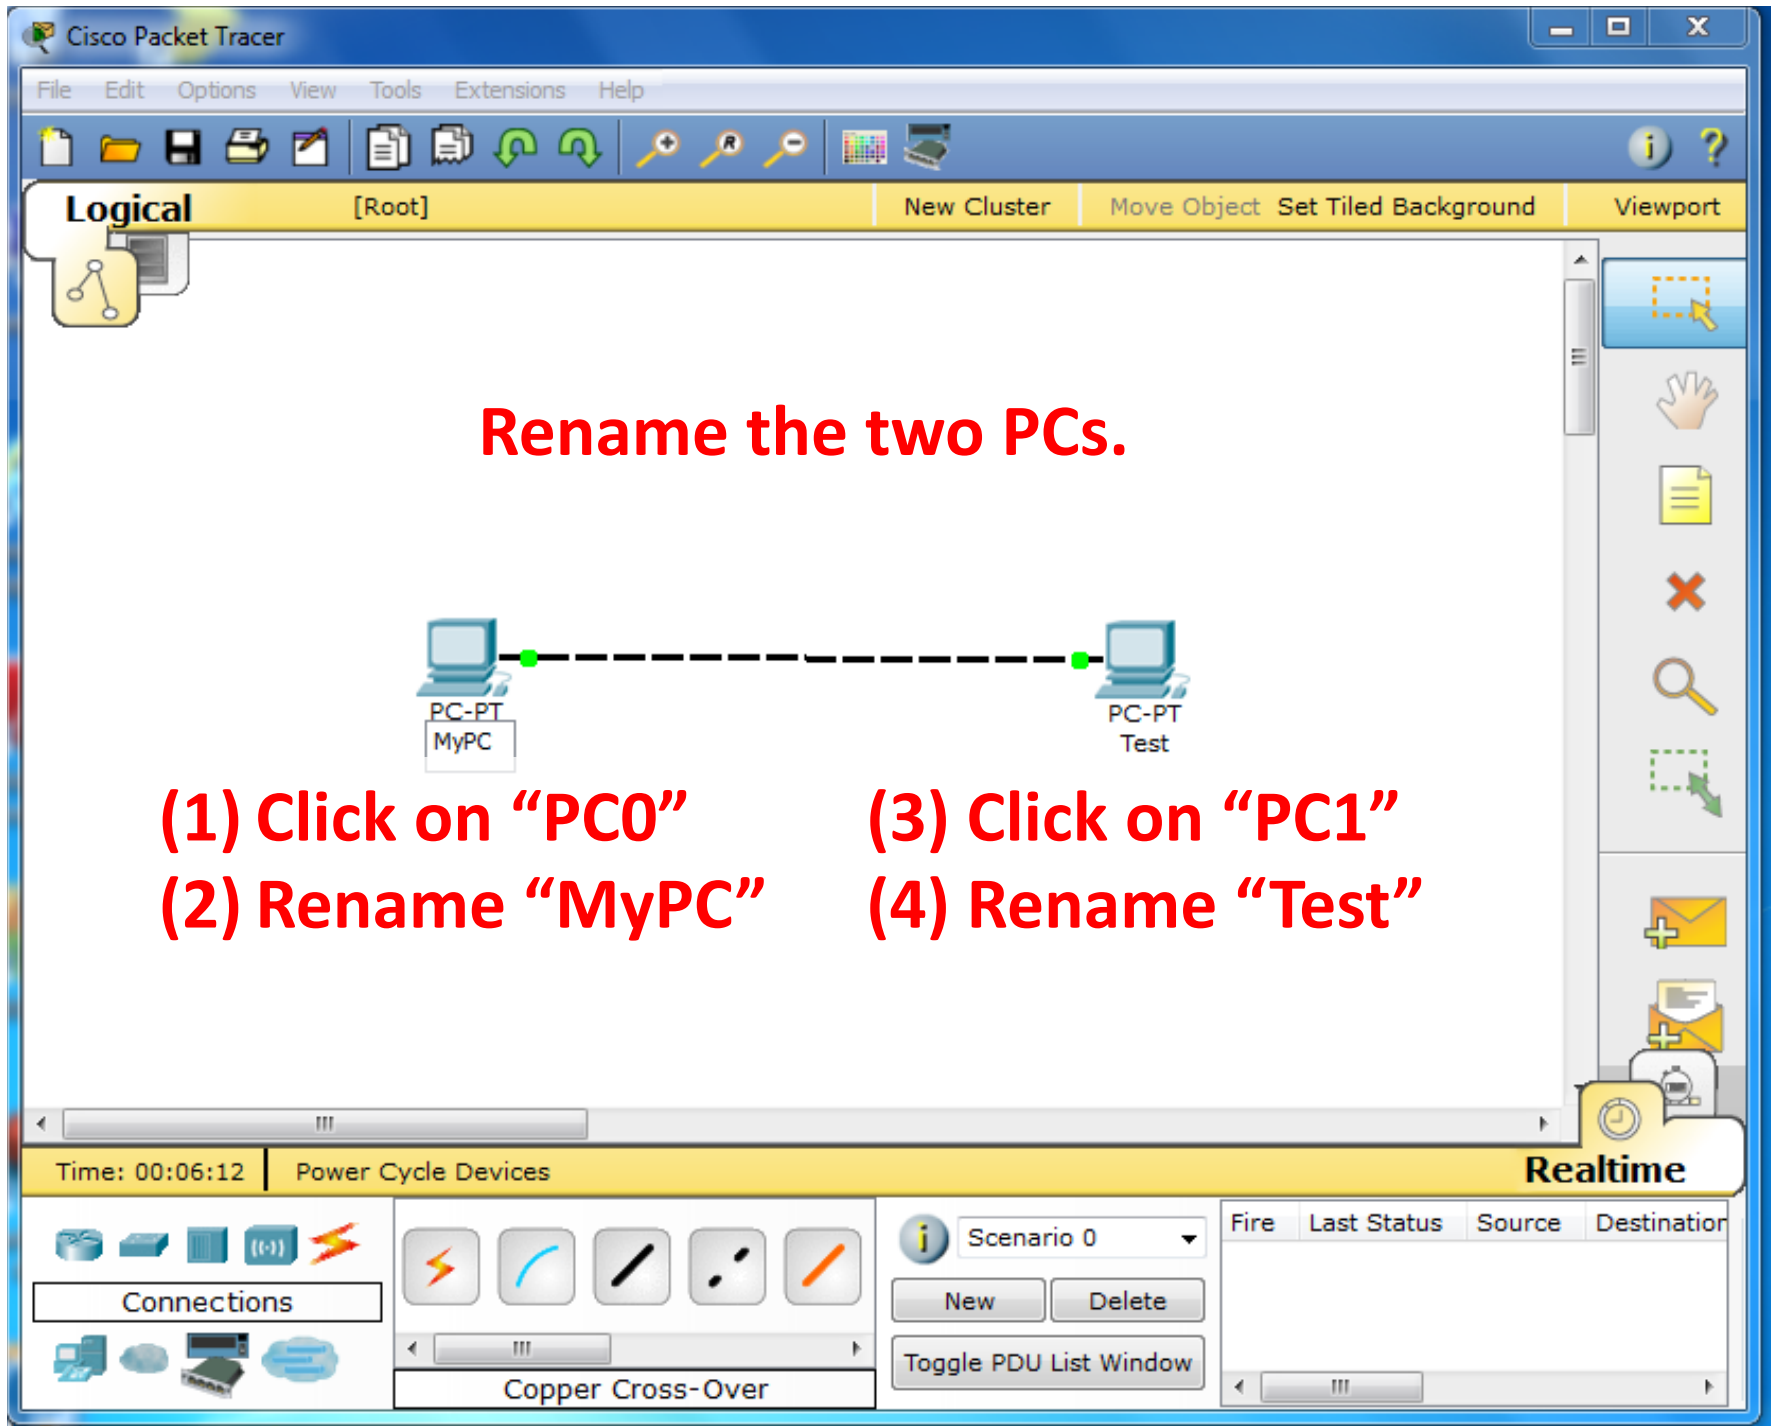 Cisco Packet Tracer
File Edit Options View Tools Extensions Help
Logical [Root] New Cluster Move Object Set Tiled Background Viewport
Rename the two PCs.
PC-PT
MyPC
PC-PT
Test
(1) Click on “PC0”
(2) Rename “MyPC”
(3) Click on “PC1”
(4) Rename “Test”
Time: 00:06:12 Power Cycle Devices
Realtime
Connections
Copper Cross-Over
Scenario 0
New Delete
Toggle PDU List Window
Fire Last Status Source Destination